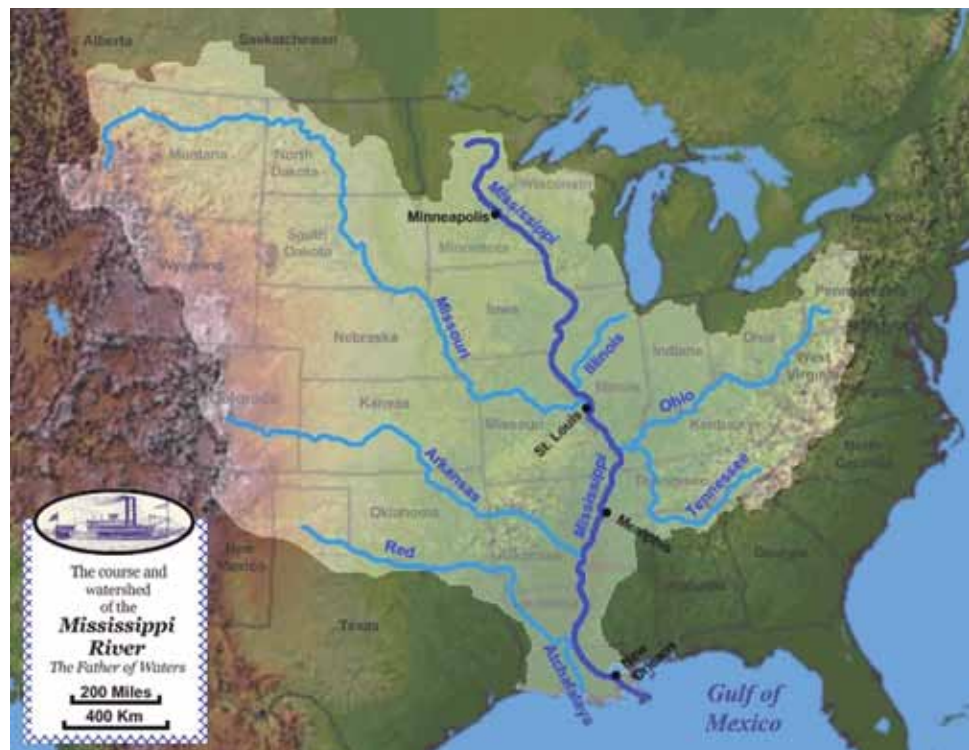 Alberta
Saskatchewan
Montana
North
Dakota
Minneapolis
Mississippi
Wisconsin
Minnesota
South
Dakota
Wyoming
Iowa
Nebraska
Missouri
Illinois
Illinois
Indiana
Ohio
Pennsylvania
West
Virginia
Ohio
Kentucky
Colorado
Kansas
Missouri
St. Louis
Arkansas
Oklahoma
Mississippi
Memphis
Tennessee
Tennessee
North
Carolina
Georgia
Alabama
Arkansas
Red
New
Mexico
Texas
Atchafalaya
New
Orleans
Gulf of
Mexico
The course and
watershed
of the
Mississippi
River
The Father of Waters
200 Miles
400 Km